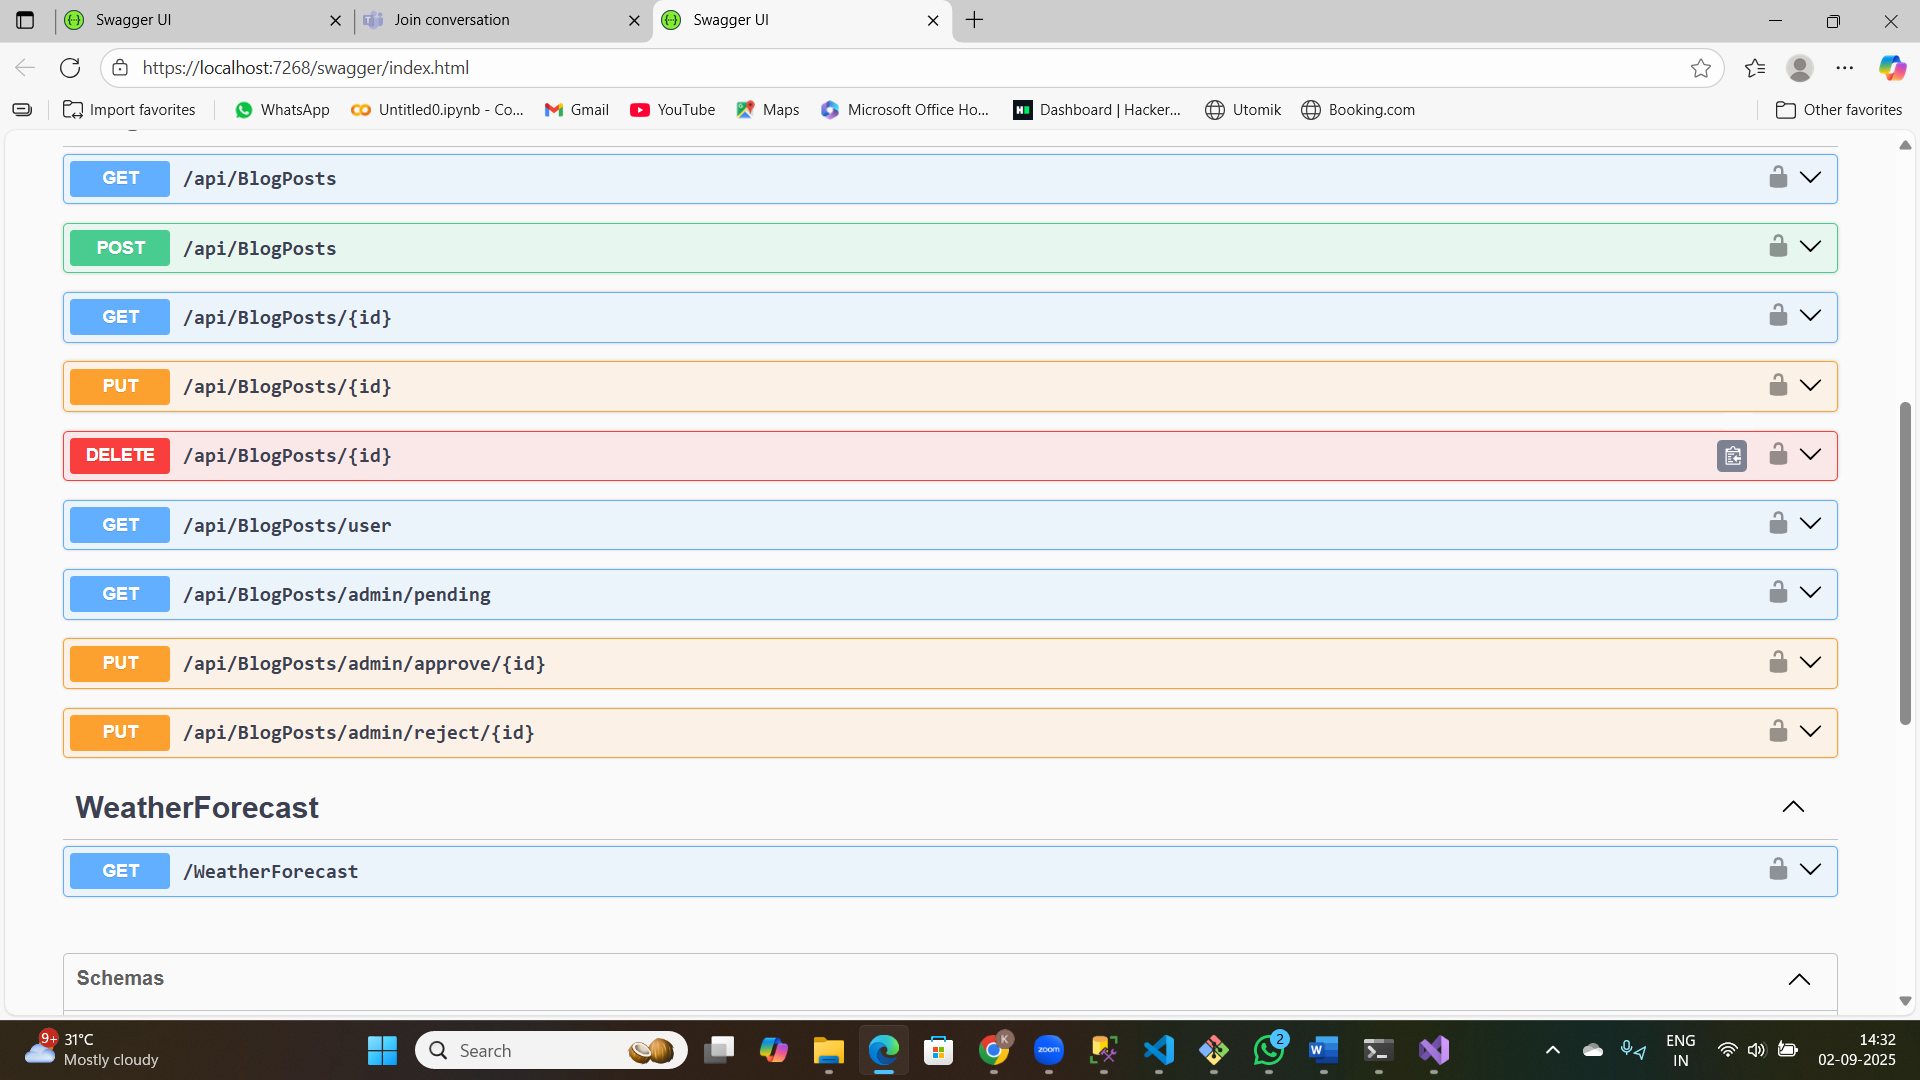 Swagger UI
Join conversation
Swagger UI
https://localhost:7268/swagger/index.html
Import favorites
WhatsApp
Untitled0.ipynb - Co...
Gmail
YouTube
Maps
Microsoft Office Ho...
Dashboard | Hacker...
Utomik
Booking.com
Other favorites
GET /api/BlogPosts
POST /api/BlogPosts
GET /api/BlogPosts/{id}
PUT /api/BlogPosts/{id}
DELETE /api/BlogPosts/{id}
GET /api/BlogPosts/user
GET /api/BlogPosts/admin/pending
PUT /api/BlogPosts/admin/approve/{id}
PUT /api/BlogPosts/admin/reject/{id}
WeatherForecast
GET /WeatherForecast
Schemas
9+
31°C
Mostly cloudy
Search
zoom
K
2
ENG
IN
14:32
02-09-2025